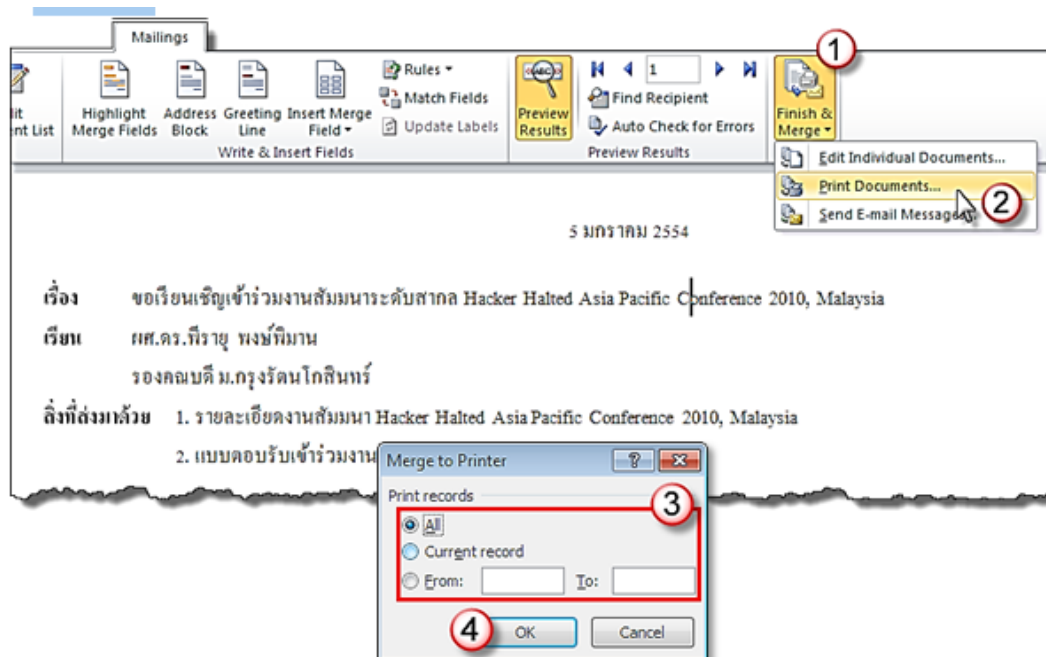 Mailings
lit
nt List
Highlight
Merge Fields
Address
Block
Greeting
Line
Insert Merge
Field
Rules
Match Fields
Update Labels
Write & Insert Fields
Preview
Results
1
Find Recipient
Auto Check for Errors
Preview Results
1
Finish &
Merge
Edit Individual Documents...
Print Documents...
2
Send E-mail Messages
5 มกราคม 2554
เรื่อง ขอเรียนเชิญเข้าร่วมงานสัมมนาระดับสากล Hacker Halted Asia Pacific Conference 2010, Malaysia
เรียน ผศ.ดร.พีรายุ พงษ์พิมาน
รองคณบดี ม.กรุงรัตนโกสินทร์
สิ่งที่ส่งมาด้วย 1. รายละเอียดงานสัมมนา Hacker Halted Asia Pacific Conference 2010, Malaysia
2. แบบตอบรับเข้าร่วมงาน
Merge to Printer
Print records
3
All
Current record
From: To:
4
OK Cancel